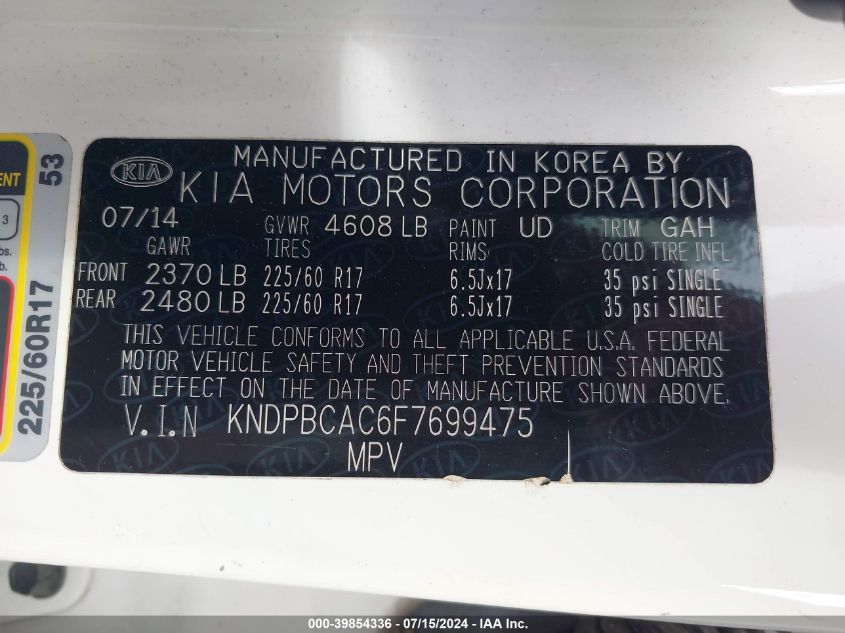 KIA
MANUFACTURED IN KOREA BY
KIA MOTORS CORPORATION
07/14 GVWR 4608 LB PAINT UD TRIM GAH
GAWR TIRES RIMS COLD TIRE INFL
FRONT 2370 LB 225/60 R17 6.5Jx17 35 psi SINGLE
REAR 2480 LB 225/60 R17 6.5Jx17 35 psi SINGLE
THIS VEHICLE CONFORMS TO ALL APPLICABLE U.S.A. FEDERAL
MOTOR VEHICLE SAFETY AND THEFT PREVENTION STANDARDS
IN EFFECT ON THE DATE OF MANUFACTURE SHOWN ABOVE.
V.I.N KNDPBCAC6F7699475
MPV
225/60R17 53
3
000-39854336 - 07/15/2024 - IAA Inc.